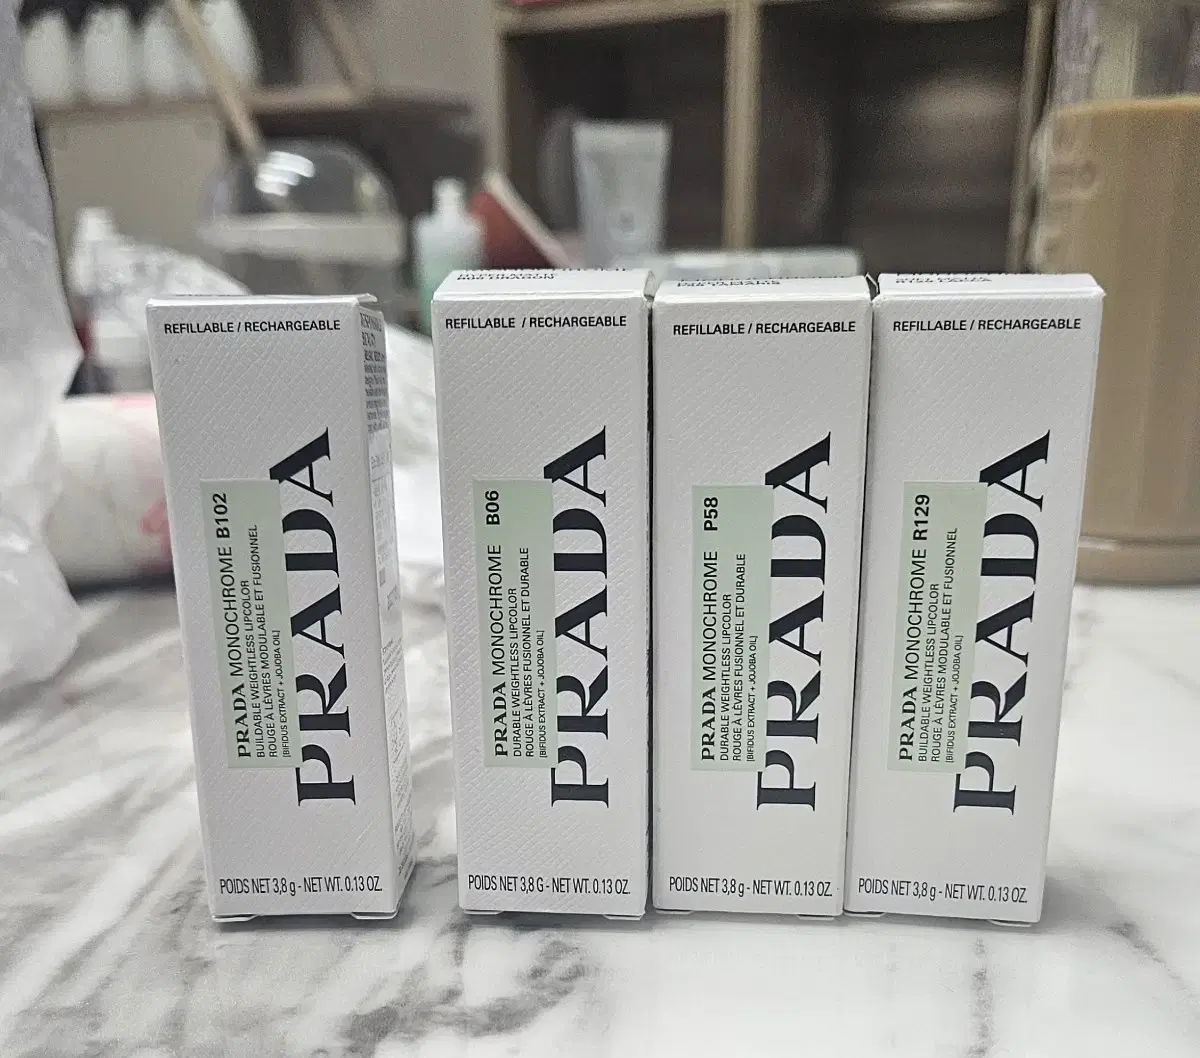 REFILLABLE / RECHARGEABLE
PRADA
PRADA MONOCHROME B102
BUILDABLE WEIGHTLESS LIPCOLOR
ROUGE À LÈVRES MODULABLE ET FUSIONNEL
[BIFIDUS EXTRACT + JOJOBA OIL]
POIDS NET 3,8 g - NET WT. 0.13 OZ.
REFILLABLE / RECHARGEABLE
PRADA
PRADA MONOCHROME B06
DURABLE WEIGHTLESS LIPCOLOR
ROUGE À LÈVRES FUSIONNEL ET DURABLE
[BIFIDUS EXTRACT + JOJOBA OIL]
POIDS NET 3,8 G - NET WT. 0.13 OZ.
REFILLABLE / RECHARGEABLE
PRADA
PRADA MONOCHROME P58
DURABLE WEIGHTLESS LIPCOLOR
ROUGE À LÈVRES FUSIONNEL ET DURABLE
[BIFIDUS EXTRACT + JOJOBA OIL]
POIDS NET 3,8 g - NET WT. 0.13 OZ.
REFILLABLE / RECHARGEABLE
PRADA
PRADA MONOCHROME R129
BUILDABLE WEIGHTLESS LIPCOLOR
ROUGE À LÈVRES MODULABLE ET FUSIONNEL
[BIFIDUS EXTRACT + JOJOBA OIL]
POIDS NET 3,8 g - NET WT. 0.13 OZ.